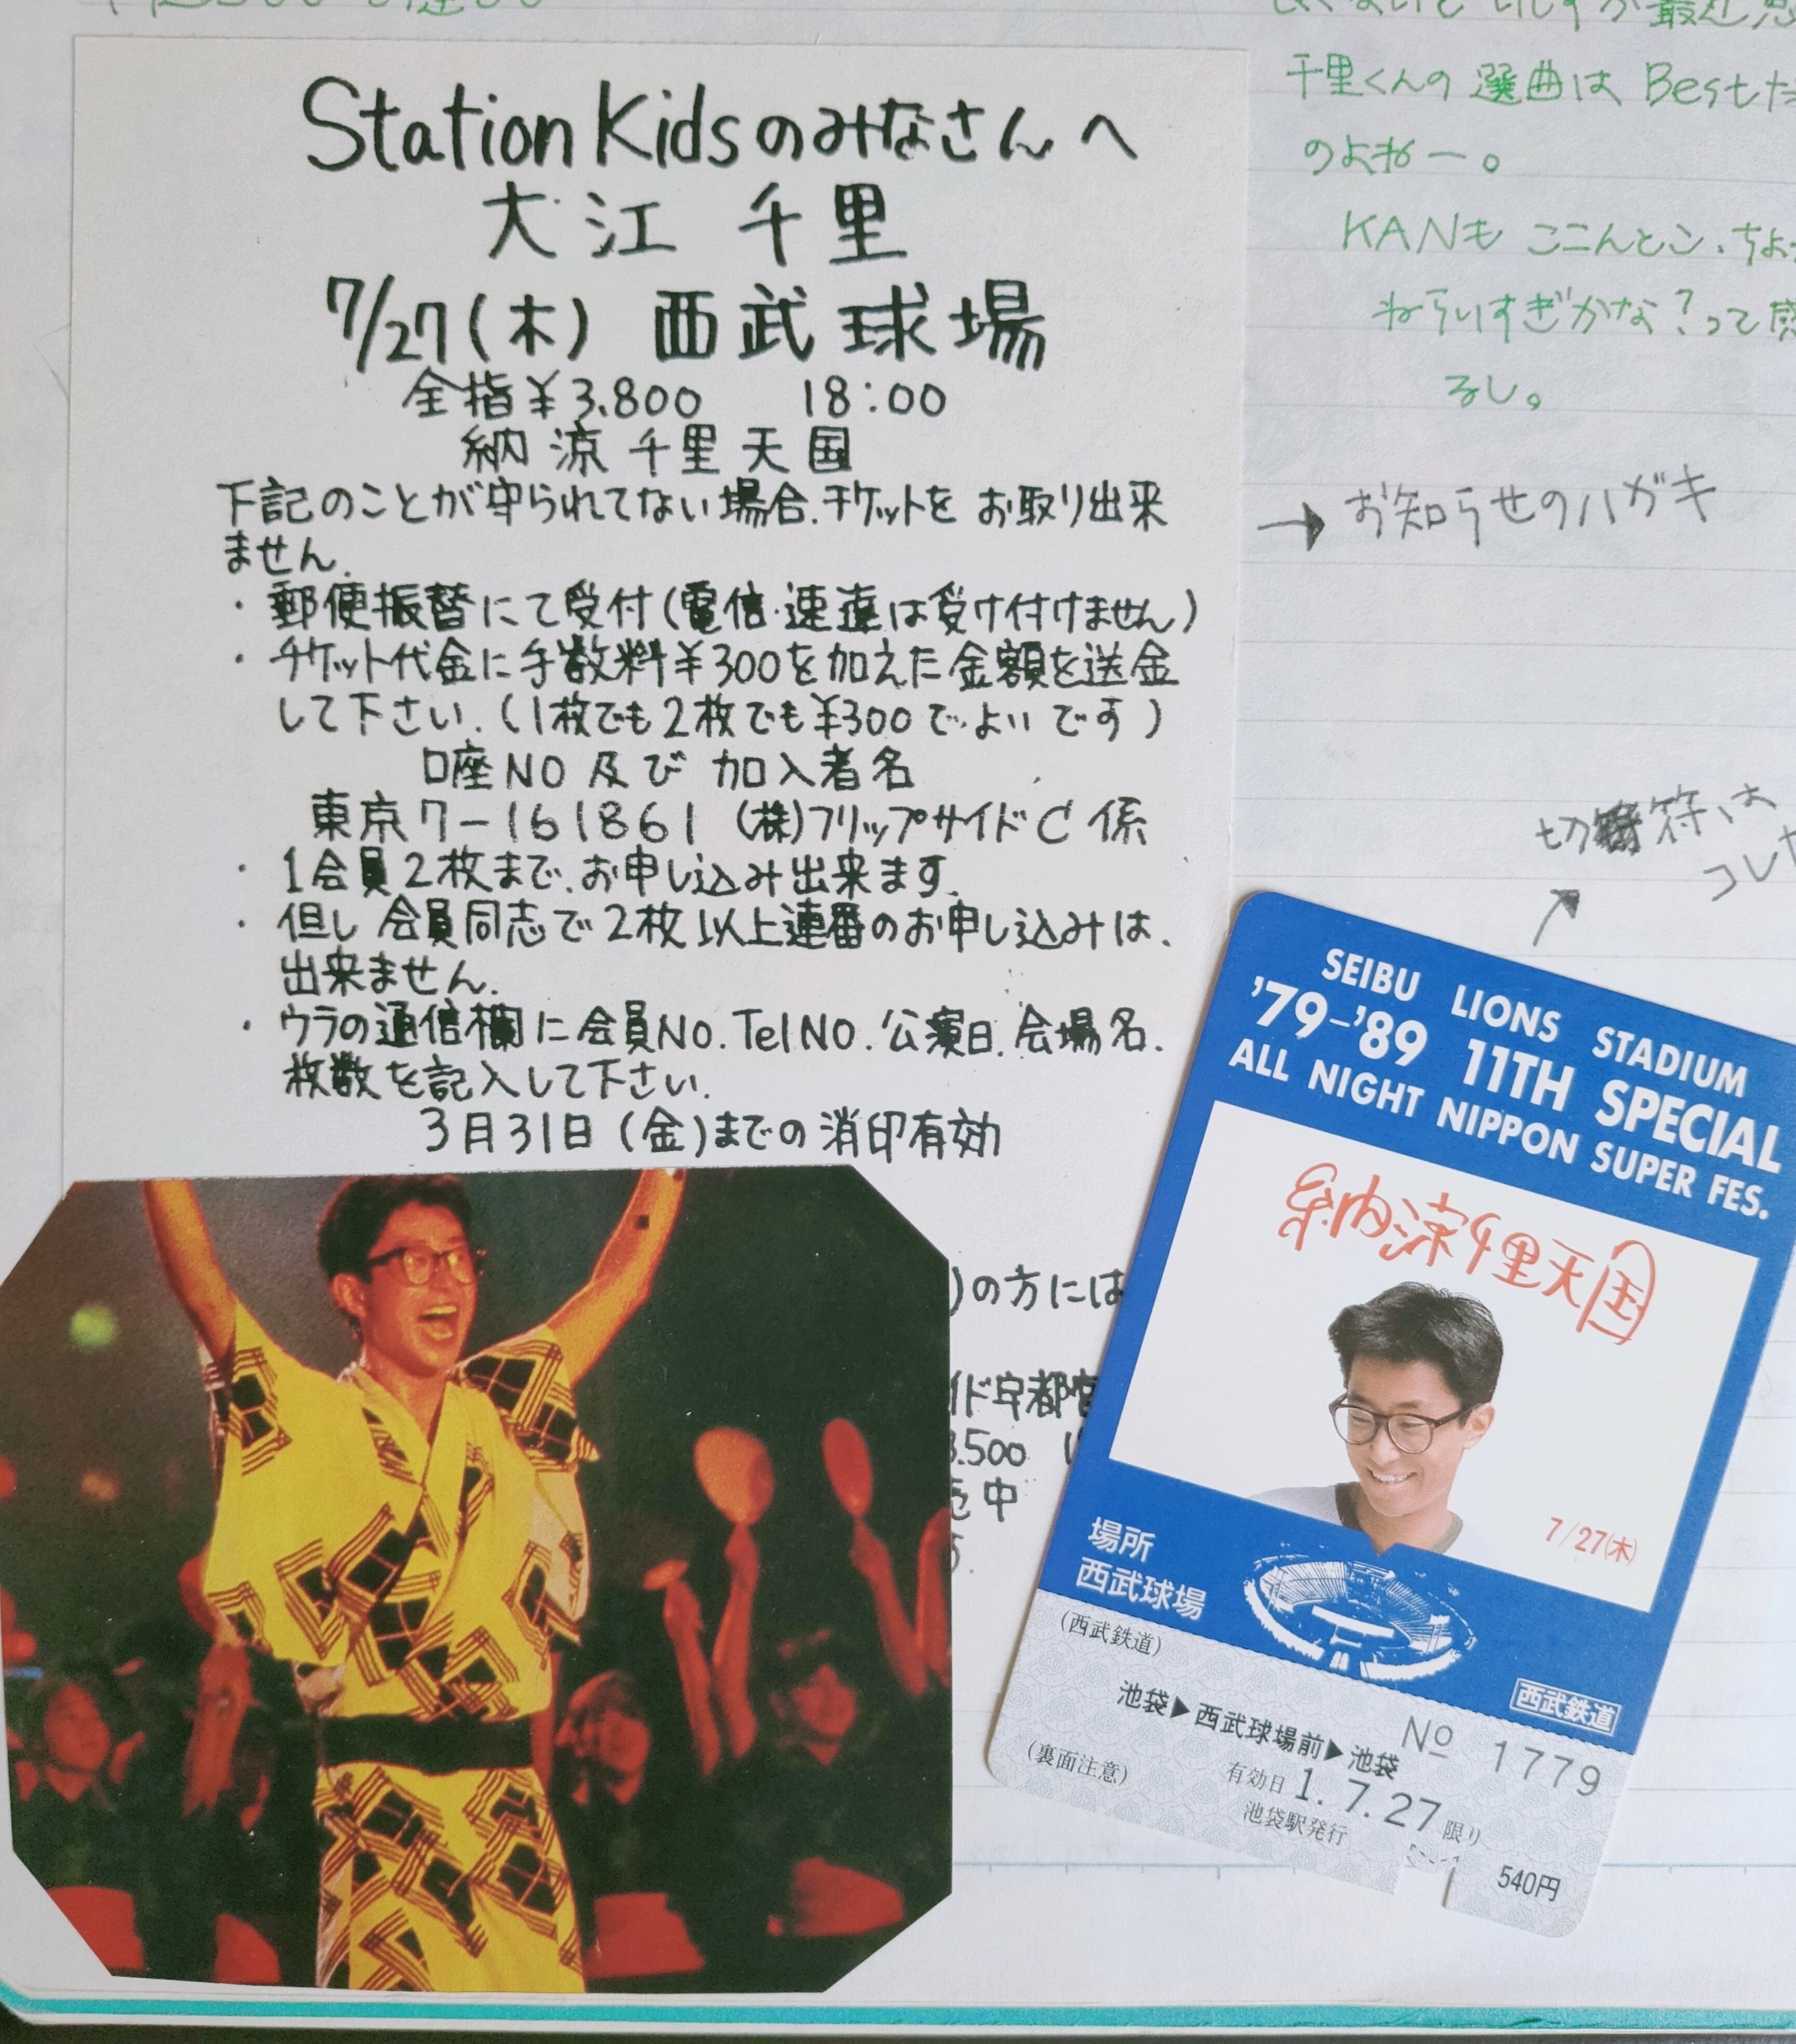 Station Kidsのみなさんへ
大江 千里
7/27(木) 西武球場
全指¥3.800 18:00
納涼千里天国
下記のことが守られてない場合.チケットを お取り出来
ません.
・郵便振替にて受付(電信・速達は受け付けません)
・チケット代金に手数料¥300を加えた金額を送金
して下さい.(1枚でも2枚でも¥300でよいです)
口座NO 及び 加入者名
東京7-161861 (株)フリップサイドC係
・1会員2枚まで、お申し込み出来ます.
・但し 会員同志で2枚以上連番のお申し込みは、
出来ません.
・ウラの通信欄に会員NO. Tel NO. 公演日.会場名.
枚数を記入して下さい.
3月31日(金)までの消印有効
)の方には
イド宇都宮
3.500
売中
千里くんの 選曲は Bestだ
のよねー。
KANも ここんとこ、ちょっ
ねらいすぎかな?って感
るし。
→お知らせのハガキ
切符は
コレ
SEIBU LIONS STADIUM
'79-'89 11TH SPECIAL
ALL NIGHT NIPPON SUPER FES.
納涼千里天国
7/27(木)
場所
西武球場
西武鉄道
(西武鉄道)
池袋▶西武球場前▶池袋
No 1779
(裏面注意)
有効日 1.7.27限り
池袋駅発行
540円